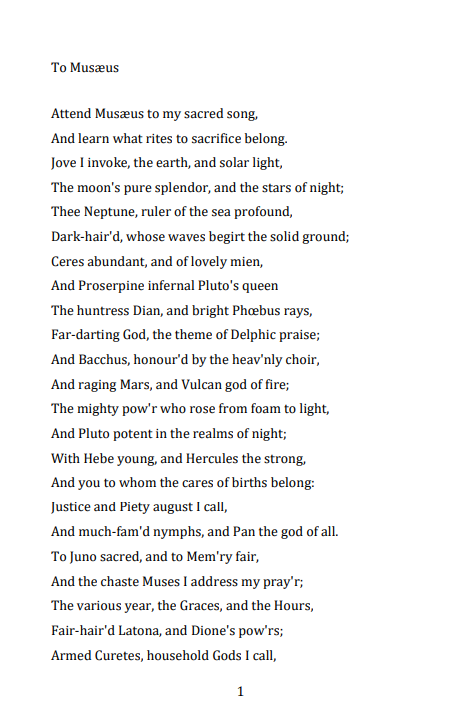 To Musæus
Attend Musæus to my sacred song,
And learn what rites to sacrifice belong.
Jove I invoke, the earth, and solar light,
The moon's pure splendor, and the stars of night;
Thee Neptune, ruler of the sea profound,
Dark-hair'd, whose waves begirt the solid ground;
Ceres abundant, and of lovely mien,
And Proserpine infernal Pluto's queen
The huntress Dian, and bright Phœbus rays,
Far-darting God, the theme of Delphic praise;
And Bacchus, honour'd by the heav'nly choir,
And raging Mars, and Vulcan god of fire;
The mighty pow'r who rose from foam to light,
And Pluto potent in the realms of night;
With Hebe young, and Hercules the strong,
And you to whom the cares of births belong:
Justice and Piety august I call,
And much-fam'd nymphs, and Pan the god of all.
To Juno sacred, and to Mem'ry fair,
And the chaste Muses I address my pray'r;
The various year, the Graces, and the Hours,
Fair-hair'd Latona, and Dione's pow'rs;
Armed Curetes, household Gods I call,
1